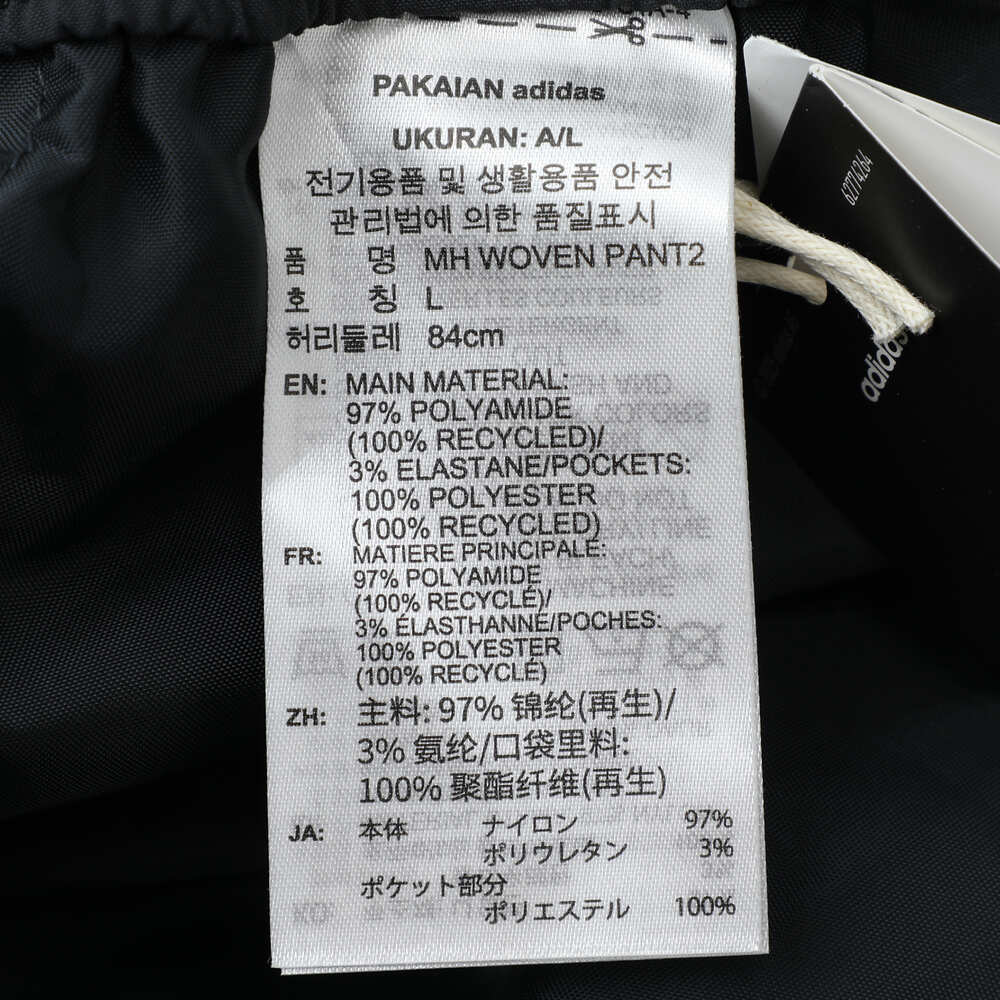 PAKAIAN adidas
UKURAN: A/L
전기용품 및 생활용품 안전
관리법에 의한 품질표시
품 명 MH WOVEN PANT2
호 칭 L
허리둘레 84cm
EN: MAIN MATERIAL:
97% POLYAMIDE
(100% RECYCLED)/
3% ELASTANE/POCKETS:
100% POLYESTER
(100% RECYCLED)
FR: MATIERE PRINCIPALE:
97% POLYAMIDE
(100% RECYCLÉ)/
3% ÉLASTHANNE/POCHES:
100% POLYESTER
(100% RECYCLÉ)
ZH: 主料: 97% 锦纶(再生)/
3% 氨纶/口袋里料:
100% 聚酯纤维(再生)
JA: 本体 ナイロン 97%
ポリウレタン 3%
ポケット部分
ポリエステル 100%
62714264
adidas